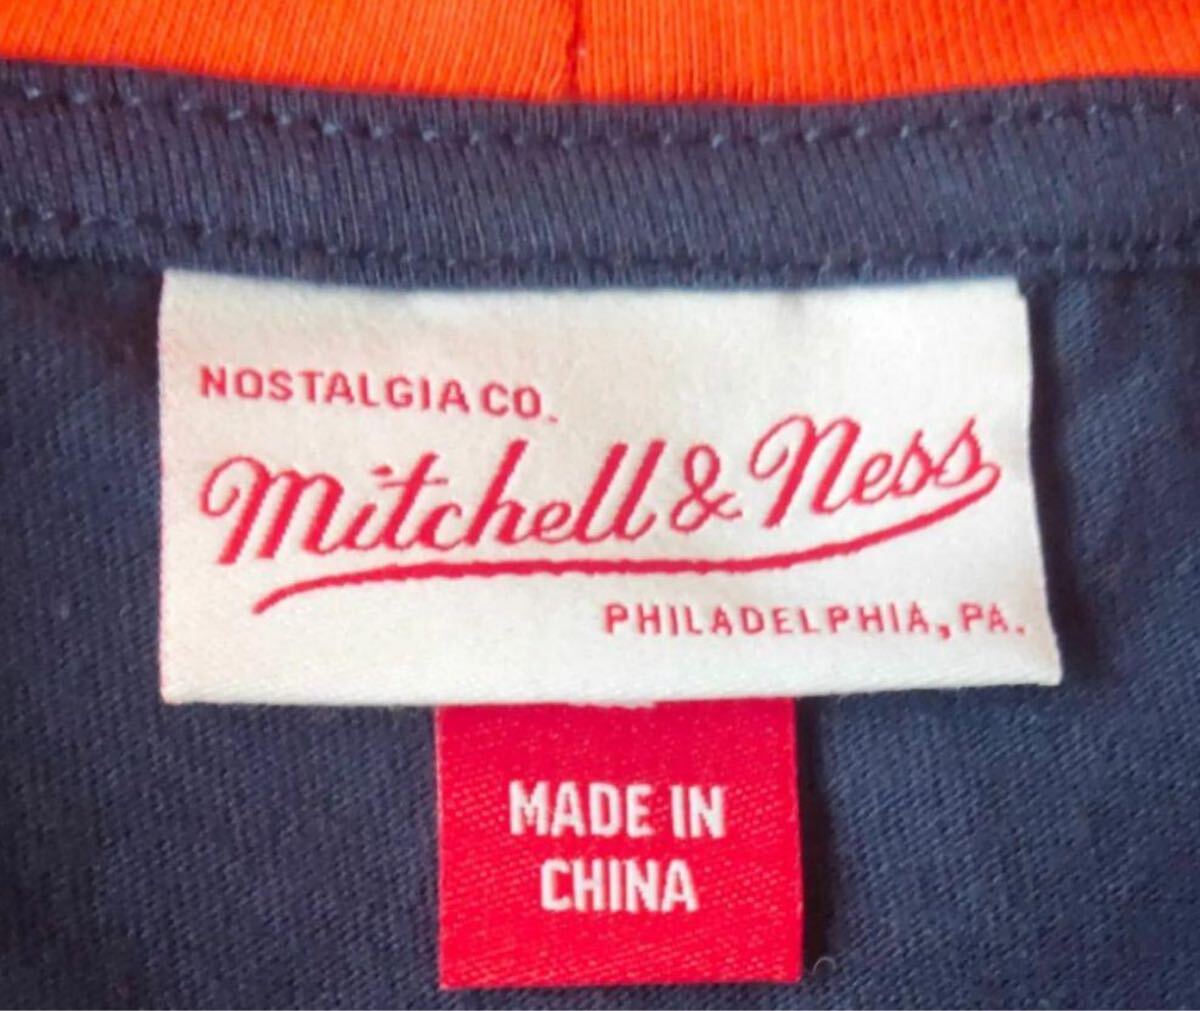 NOSTALGIA CO.
Mitchell & Ness
PHILADELPHIA, PA.
MADE IN
CHINA